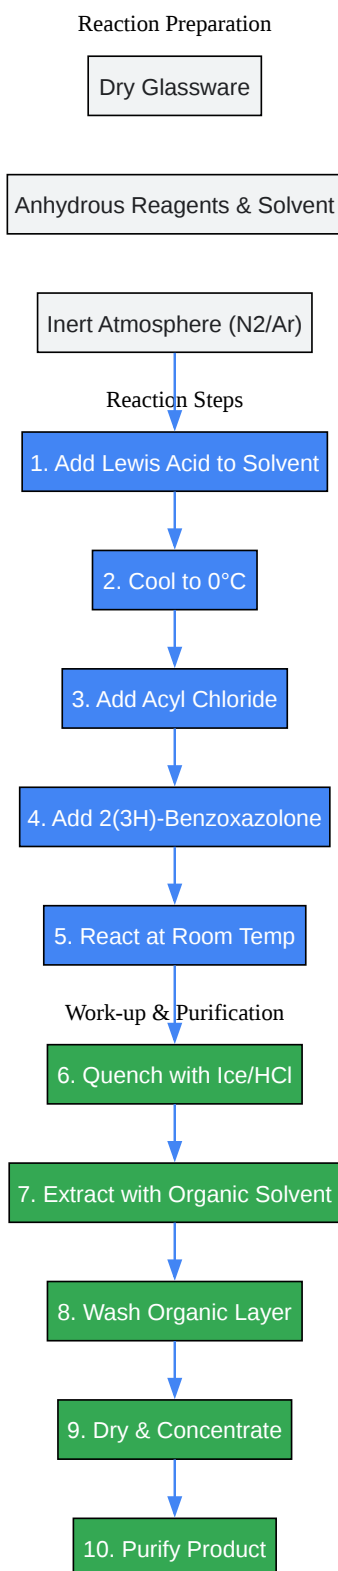 Reaction Preparation
Dry Glassware
Anhydrous Reagents & Solvent
Inert Atmosphere (N2/Ar)
Reaction Steps
1. Add Lewis Acid to Solvent
2. Cool to 0°C
3. Add Acyl Chloride
4. Add 2(3H)-Benzoxazolone
5. React at Room Temp
Work-up & Purification
6. Quench with Ice/HCl
7. Extract with Organic Solvent
8. Wash Organic Layer
9. Dry & Concentrate
10. Purify Product